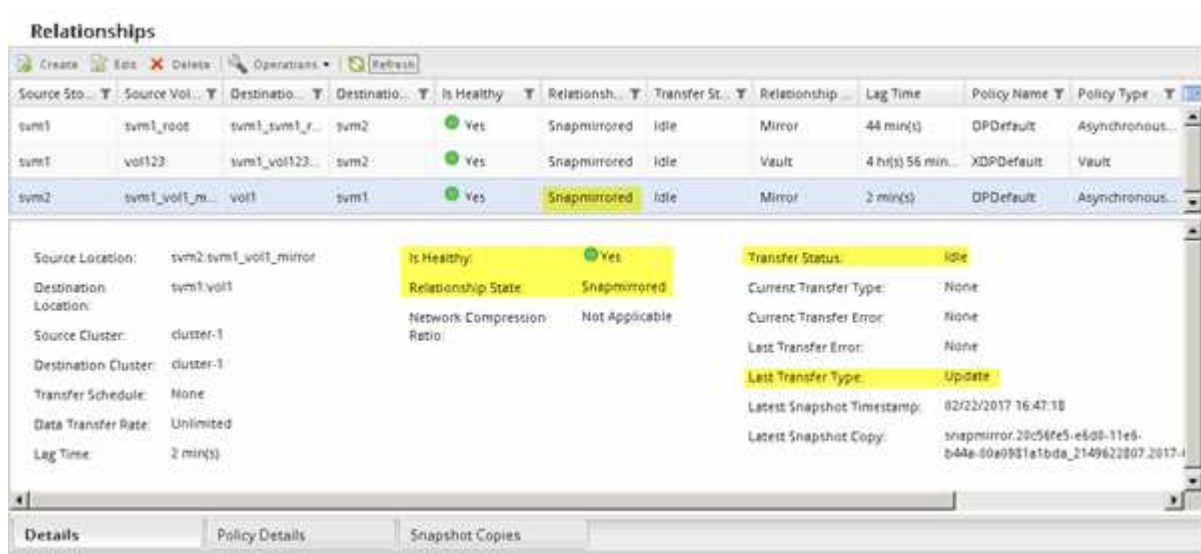 Relationships
Create Edit Delete Operations Refresh
Source Sto... Source Vol... Destinatio... Destinatio... Is Healthy Relationsh... Transfer St... Relationship ... Lag Time Policy Name Policy Type
svm1 svm1_root svm1_svm1_r... svm2 Yes Snapmirrored Idle Mirror 44 min(s) DPDefault Asynchronous...
svm1 vol123 svm1_vol123... svm2 Yes Snapmirrored Idle Vault 4 hr(s) 56 min... XDPDefault Vault
svm2 svm1_vol1_m... vol1 svm1 Yes Snapmirrored Idle Mirror 2 min(s) DPDefault Asynchronous...
Source Location: svm2:svm1_vol1_mirror Is Healthy: Yes Transfer Status: Idle
Destination Location: svm1:vol1 Relationship State: Snapmirrored Current Transfer Type: None
Network Compression Ratio: Not Applicable Current Transfer Error: None
Source Cluster: cluster-1 Last Transfer Error: None
Destination Cluster: cluster-1 Last Transfer Type: Update
Transfer Schedule: None Latest Snapshot Timestamp: 02/22/2017 16:47:18
Data Transfer Rate: Unlimited Latest Snapshot Copy: snapmirror.20c56fe5-e6d0-11e6-
Lag Time: 2 min(s) b44a-00a0981a1bda_2149622807.2017-
Details Policy Details Snapshot Copies